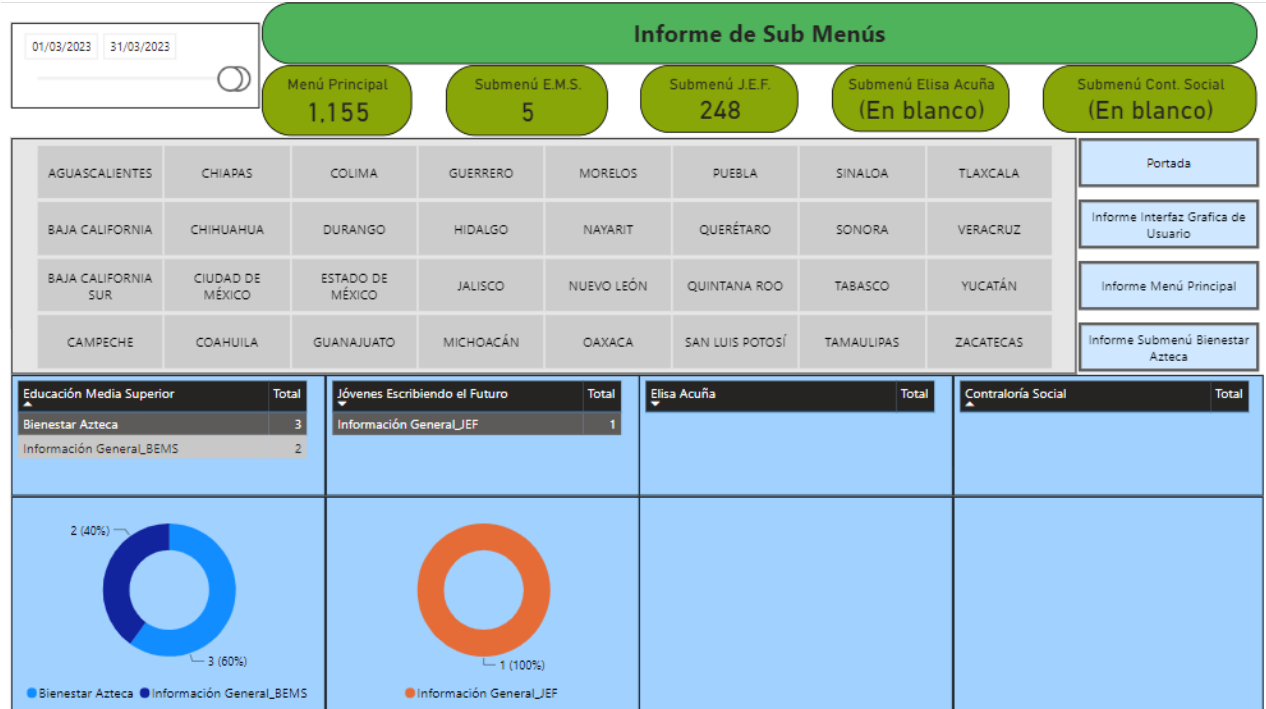 01/03/2023 31/03/2023
Informe de Sub Menús
Menú Principal
1,155
Submenú E.M.S.
5
Submenú J.E.F.
248
Submenú Elisa Acuña
(En blanco)
Submenú Cont. Social
(En blanco)
AGUASCALIENTES CHIAPAS COLIMA GUERRERO MORELOS PUEBLA SINALOA TLAXCALA
BAJA CALIFORNIA CHIHUAHUA DURANGO HIDALGO NAYARIT QUERÉTARO SONORA VERACRUZ
BAJA CALIFORNIA
SUR
CIUDAD DE
MÉXICO
ESTADO DE
MÉXICO
JALISCO NUEVO LEÓN QUINTANA ROO TABASCO YUCATÁN
CAMPECHE COAHUILA GUANAJUATO MICHOACÁN OAXACA SAN LUIS POTOSÍ TAMAULIPAS ZACATECAS
Portada
Informe Interfaz Grafica de
Usuario
Informe Menú Principal
Informe Submenú Bienestar
Azteca
Educación Media Superior Total
Bienestar Azteca 3
Información General_BEMS 2
Jóvenes Escribiendo el Futuro Total
Información General_JEF 1
Elisa Acuña Total
Contraloría Social Total
2 (40%)
3 (60%)
Bienestar Azteca Información General_BEMS
1 (100%)
Información General_JEF